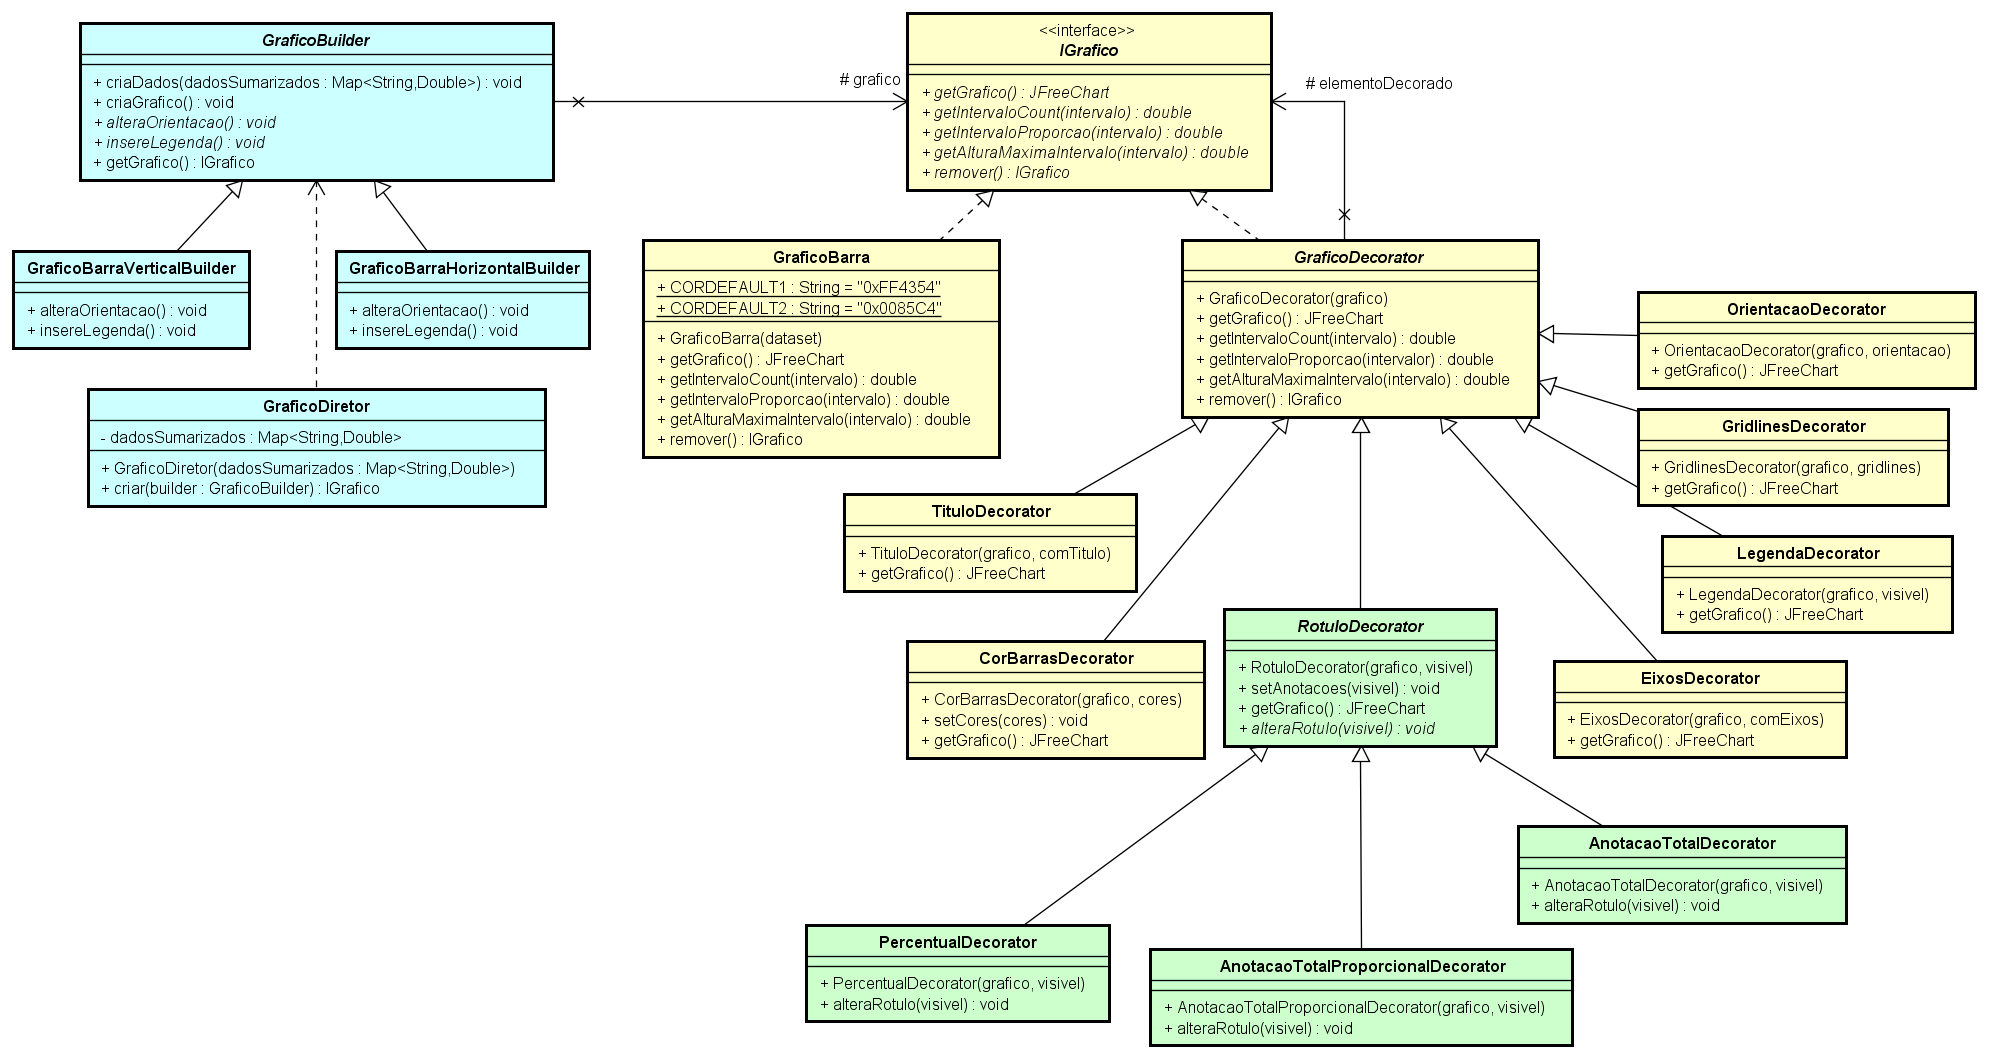 GraficoBuilder
+ criaDados(dadosSumarizados : Map<String,Double>) : void
+ criaGrafico() : void
+ alteraOrientacao() : void
+ insereLegenda() : void
+ getGrafico() : IGrafico
# grafico
<<interface>>
IGrafico
+ getGrafico() : JFreeChart
+ getIntervaloCount(intervalo) : double
+ getIntervaloProporcao(intervalo) : double
+ getAlturaMaximaIntervalo(intervalo) : double
+ remover() : IGrafico
# elementoDecorado
GraficoBarraVerticalBuilder
+ alteraOrientacao() : void
+ insereLegenda() : void
GraficoBarraHorizontalBuilder
+ alteraOrientacao() : void
+ insereLegenda() : void
GraficoDiretor
- dadosSumarizados : Map<String,Double>
+ GraficoDiretor(dadosSumarizados : Map<String,Double>)
+ criar(builder : GraficoBuilder) : IGrafico
GraficoBarra
+ CORDEFAULT1 : String = "0xFF4354"
+ CORDEFAULT2 : String = "0x0085C4"
+ GraficoBarra(dataset)
+ getGrafico() : JFreeChart
+ getIntervaloCount(intervalo) : double
+ getIntervaloProporcao(intervalo) : double
+ getAlturaMaximaIntervalo(intervalo) : double
+ remover() : IGrafico
GraficoDecorator
+ GraficoDecorator(grafico)
+ getGrafico() : JFreeChart
+ getIntervaloCount(intervalo) : double
+ getIntervaloProporcao(intervalor) : double
+ getAlturaMaximaIntervalo(intervalo) : double
+ remover() : IGrafico
OrientacaoDecorator
+ OrientacaoDecorator(grafico, orientacao)
+ getGrafico() : JFreeChart
GridlinesDecorator
+ GridlinesDecorator(grafico, gridlines)
+ getGrafico() : JFreeChart
TituloDecorator
+ TituloDecorator(grafico, comTitulo)
+ getGrafico() : JFreeChart
LegendaDecorator
+ LegendaDecorator(grafico, visivel)
+ getGrafico() : JFreeChart
CorBarrasDecorator
+ CorBarrasDecorator(grafico, cores)
+ setCores(cores) : void
+ getGrafico() : JFreeChart
RotuloDecorator
+ RotuloDecorator(grafico, visivel)
+ setAnotacoes(visivel) : void
+ getGrafico() : JFreeChart
+ alteraRotulo(visivel) : void
EixosDecorator
+ EixosDecorator(grafico, comEixos)
+ getGrafico() : JFreeChart
AnotacaoTotalDecorator
+ AnotacaoTotalDecorator(grafico, visivel)
+ alteraRotulo(visivel) : void
PercentualDecorator
+ PercentualDecorator(grafico, visivel)
+ alteraRotulo(visivel) : void
AnotacaoTotalProporcionalDecorator
+ AnotacaoTotalProporcionalDecorator(grafico, visivel)
+ alteraRotulo(visivel) : void